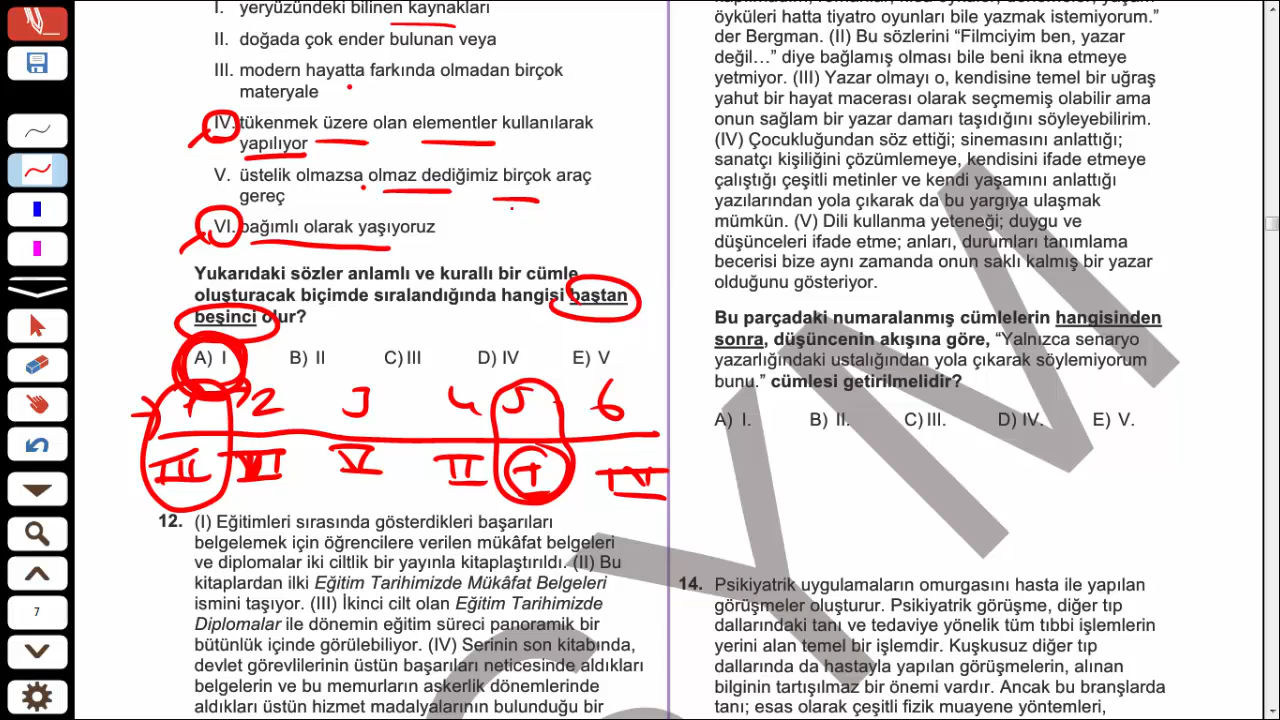 I. yeryüzündeki bilinen kaynakları
II. doğada çok ender bulunan veya
III. modern hayatta farkında olmadan birçok
materyale
IV. tükenmek üzere olan elementler kullanılarak
yapılıyor
V. üstelik olmazsa olmaz dediğimiz birçok araç
gereç
VI. bağımlı olarak yaşıyoruz
Yukarıdaki sözler anlamlı ve kurallı bir cümle
oluşturacak biçimde sıralandığında hangisi baştan
beşinci olur?
A) I B) II C) III D) IV E) V
1 2 3 4 5 6
III VI V II I IV
12. (I) Eğitimleri sırasında gösterdikleri başarıları
belgelemek için öğrencilere verilen mükâfat belgeleri
ve diplomalar iki ciltlik bir yayınla kitaplaştırıldı. (II) Bu
kitaplardan ilki Eğitim Tarihimizde Mükâfat Belgeleri
ismini taşıyor. (III) İkinci cilt olan Eğitim Tarihimizde
Diplomalar ile dönemin eğitim süreci panoramik bir
bütünlük içinde görülebiliyor. (IV) Serinin son kitabında,
devlet görevlilerinin üstün başarıları neticesinde aldıkları
belgelerin ve bu memurların askerlik dönemlerinde
aldıkları üstün hizmet madalyalarının bulunduğu bir
öyküleri hatta tiyatro oyunları bile yazmak istemiyorum.”
der Bergman. (II) Bu sözlerini “Filmciyim ben, yazar
değil…” diye bağlamış olması bile beni ikna etmeye
yetmiyor. (III) Yazar olmayı o, kendisine temel bir uğraş
yahut bir hayat macerası olarak seçmemiş olabilir ama
onun sağlam bir yazar damarı taşıdığını söyleyebilirim.
(IV) Çocukluğundan söz ettiği; sinemasını anlattığı;
sanatçı kişiliğini çözümlemeye, kendisini ifade etmeye
çalıştığı çeşitli metinler ve kendi yaşamını anlattığı
yazılarından yola çıkarak da bu yargıya ulaşmak
mümkün. (V) Dili kullanma yeteneği; duygu ve
düşünceleri ifade etme; anları, durumları tanımlama
becerisi bize aynı zamanda onun saklı kalmış bir yazar
olduğunu gösteriyor.
Bu parçadaki numaralanmış cümlelerin hangisinden
sonra, düşüncenin akışına göre, “Yalnızca senaryo
yazarlığındaki ustalığından yola çıkarak söylemiyorum
bunu.” cümlesi getirilmelidir?
A) I. B) II. C) III. D) IV. E) V.
14. Psikiyatrik uygulamaların omurgasını hasta ile yapılan
görüşmeler oluşturur. Psikiyatrik görüşme, diğer tıp
dallarındaki tanı ve tedaviye yönelik tüm tıbbi işlemlerin
yerini alan temel bir işlemdir. Kuşkusuz diğer tıp
dallarında da hastayla yapılan görüşmelerin, alınan
bilginin tartışılmaz bir önemi vardır. Ancak bu branşlarda
tanı; esas olarak çeşitli fizik muayene yöntemleri,
7